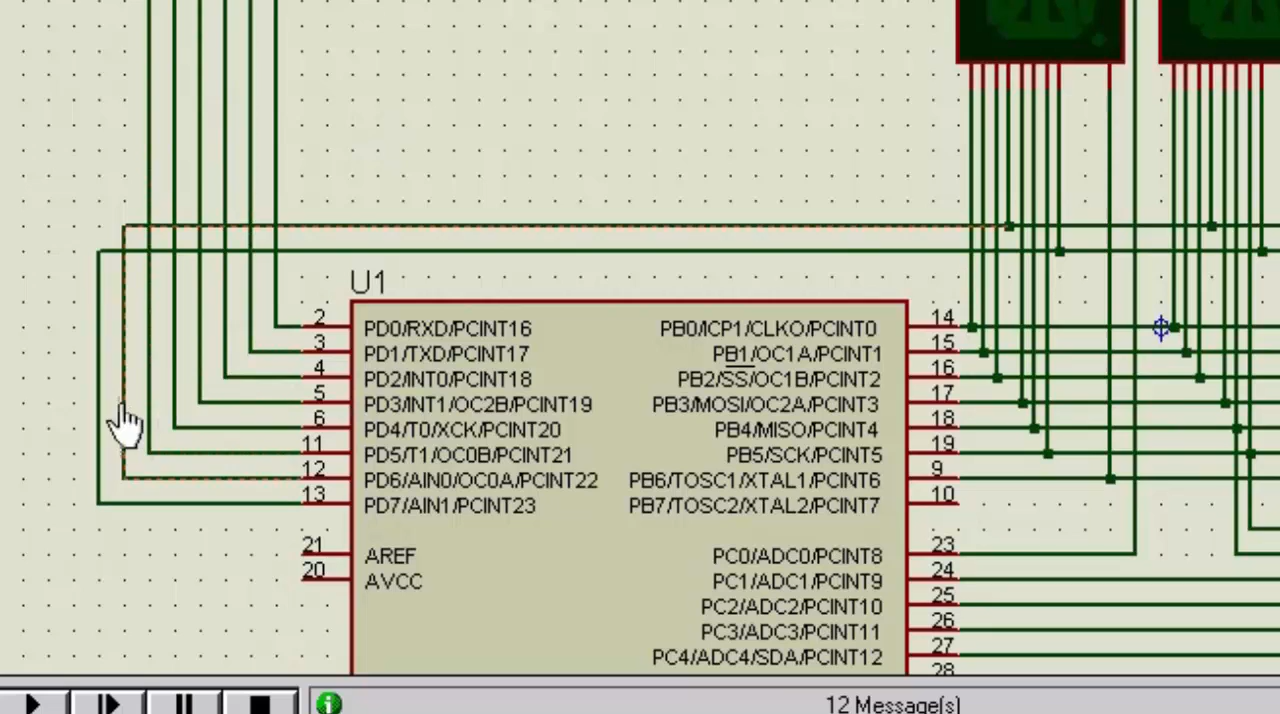 U1
2 PD0/RXD/PCINT16 PB0/ICP1/CLKO/PCINT0 14
3 PD1/TXD/PCINT17 PB1/OC1A/PCINT1 15
4 PD2/INT0/PCINT18 PB2/SS/OC1B/PCINT2 16
5 PD3/INT1/OC2B/PCINT19 PB3/MOSI/OC2A/PCINT3 17
6 PD4/T0/XCK/PCINT20 PB4/MISO/PCINT4 18
11 PD5/T1/OC0B/PCINT21 PB5/SCK/PCINT5 19
12 PD6/AIN0/OC0A/PCINT22 PB6/TOSC1/XTAL1/PCINT6 9
13 PD7/AIN1/PCINT23 PB7/TOSC2/XTAL2/PCINT7 10
21 AREF PC0/ADC0/PCINT8 23
20 AVCC PC1/ADC1/PCINT9 24
PC2/ADC2/PCINT10 25
PC3/ADC3/PCINT11 26
PC4/ADC4/SDA/PCINT12 27
28
12 Message(s)